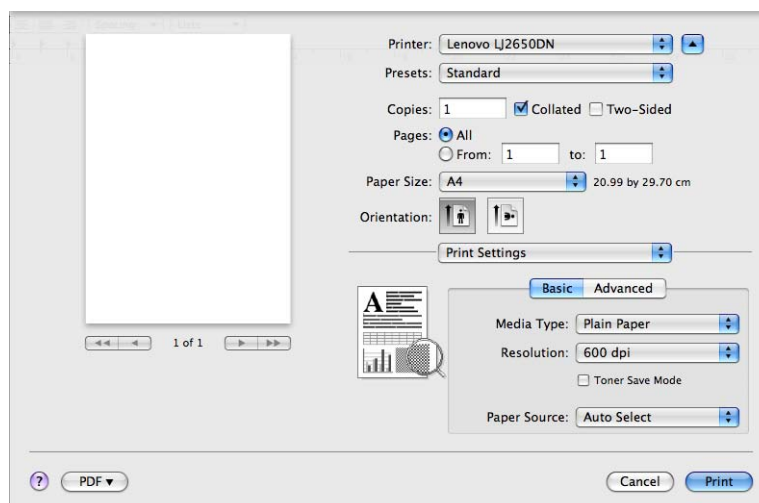 Printer: Lenovo LJ2650DN
Presets: Standard
Copies: 1 Collated Two-Sided
Pages: All
From: 1 to: 1
Paper Size: A4 20.99 by 29.70 cm
Orientation:
Print Settings
Basic Advanced
A
Media Type: Plain Paper
Resolution: 600 dpi
Toner Save Mode
Paper Source: Auto Select
1 of 1
? PDF Cancel Print